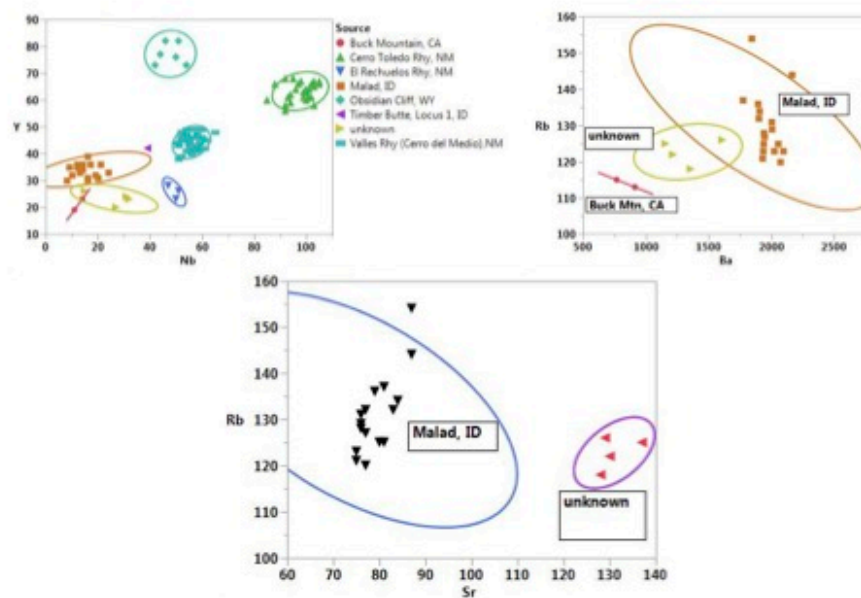 90
80
70
60
Y 50
40
30
20
10
0 20 40 60 80 100
Nb
Source
Buck Mountain, CA
Cerro Toledo Rhy, NM
El Rechuelos Rhy, NM
Malad, ID
Obsidian Cliff, WY
Timber Butte, Locus 1, ID
unknown
Valles Rhy (Cerro del Medio),NM
160
150
140
Rb 130
120
110
100
Malad, ID
unknown
Buck Mtn, CA
500 1000 1500 2000 2500
Ba
160
150
140
Rb 130
120
110
100
Malad, ID
unknown
60 70 80 90 100 110 120 130 140
Sr